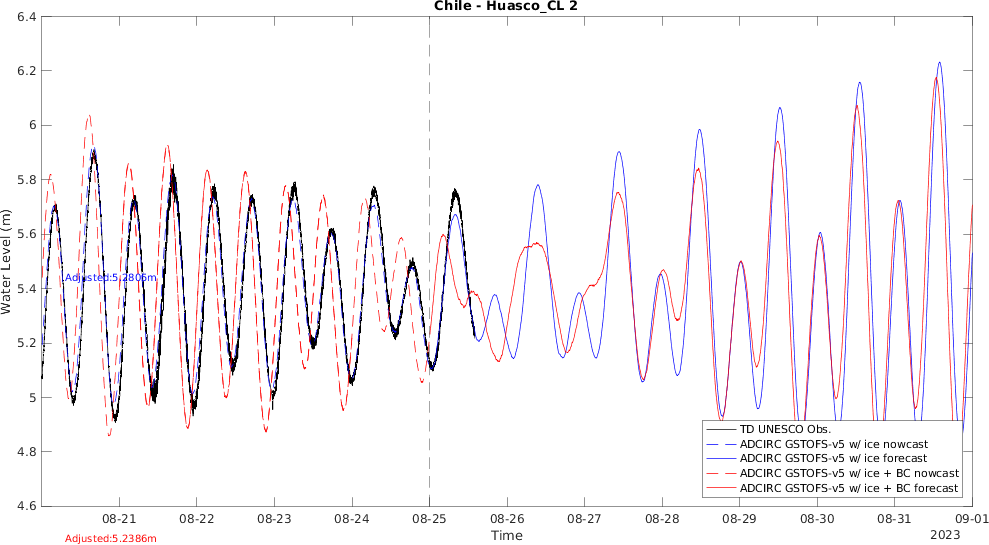 Chile - Huasco_CL 2
6.4
6.2
6
5.8
5.6
5.4
5.2
5
4.8
4.6
Water Level (m)
Adjusted:5.2806m
TD UNESCO Obs.
ADCIRC GSTOFS-v5 w/ ice nowcast
ADCIRC GSTOFS-v5 w/ ice forecast
ADCIRC GSTOFS-v5 w/ ice + BC nowcast
ADCIRC GSTOFS-v5 w/ ice + BC forecast
08-21 08-22 08-23 08-24 08-25 08-26 08-27 08-28 08-29 08-30 08-31 09-01
Time
2023
Adjusted:5.2386m